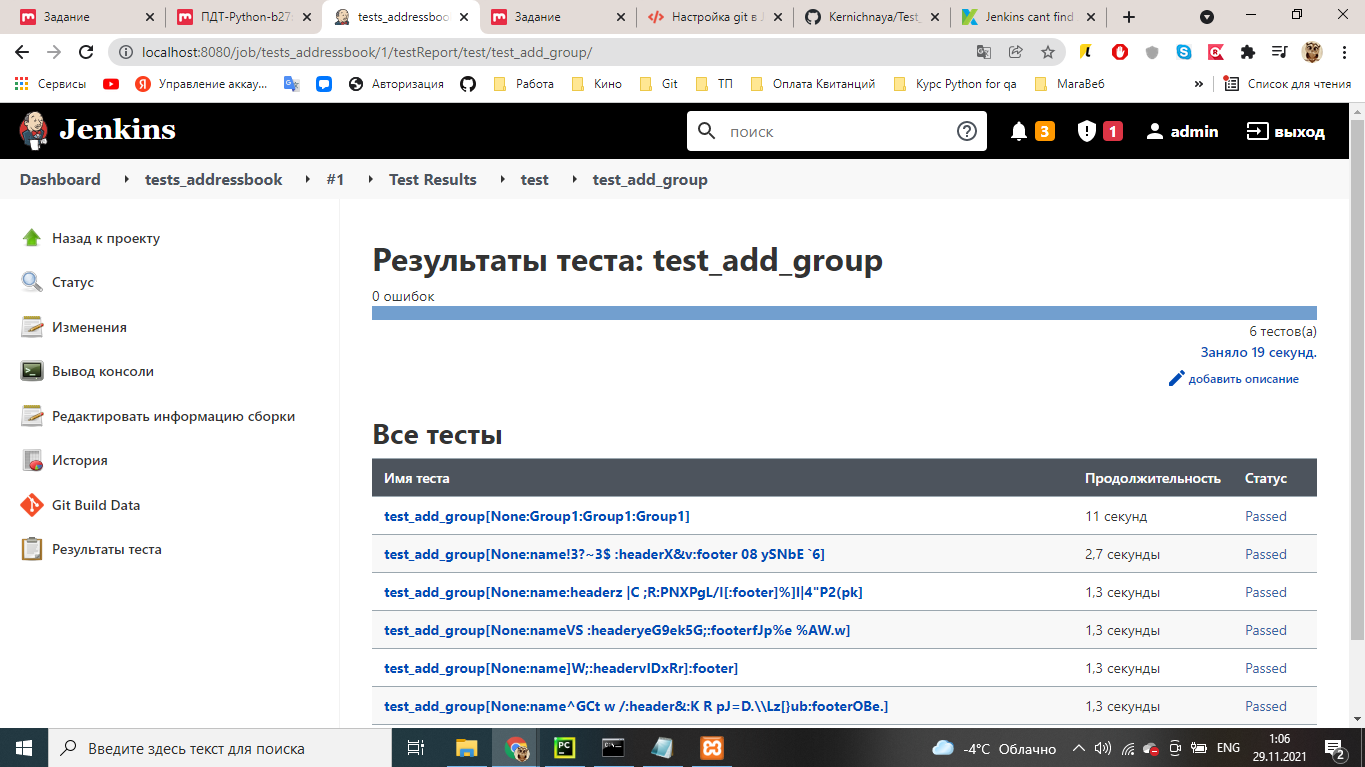 Задание
ПДТ-Python-b27
tests_addressboo
Задание
Настройка git в J
Kernichnaya/Test_
Jenkins cant find
localhost:8080/job/tests_addressbook/1/testReport/test/test_add_group/
Сервисы
Управление аккау...
Авторизация
Работа
Кино
Git
ТП
Оплата Квитанций
Курс Python for qa
МагаВеб
»
Список для чтения
Jenkins
поиск
3
1
admin
выход
Dashboard
tests_addressbook
#1
Test Results
test
test_add_group
Назад к проекту
Статус
Изменения
Вывод консоли
Редактировать информацию сборки
История
Git Build Data
Результаты теста
Результаты теста: test_add_group
0 ошибок
6 тестов(а)
Заняло 19 секунд.
добавить описание
Все тесты
Имя теста Продолжительность Статус
test_add_group[None:Group1:Group1:Group1] 11 секунд Passed
test_add_group[None:name!3?~3$ :headerX&v:footer 08 ySNbE `6] 2,7 секунды Passed
test_add_group[None:name:headerz |C ;R:PNXPgL/I[:footer]%]I|4"P2(pk] 1,3 секунды Passed
test_add_group[None:nameVS :headeryeG9ek5G;:footerfJp%e %AW.w] 1,3 секунды Passed
test_add_group[None:name]W;:headervIDxRr]:footer] 1,3 секунды Passed
test_add_group[None:name^GCt w /:header&:K R pJ=D.\\Lz[}ub:footerOBe.] 1,3 секунды Passed
Введите здесь текст для поиска
-4°C Облачно
ENG
1:06
29.11.2021
2